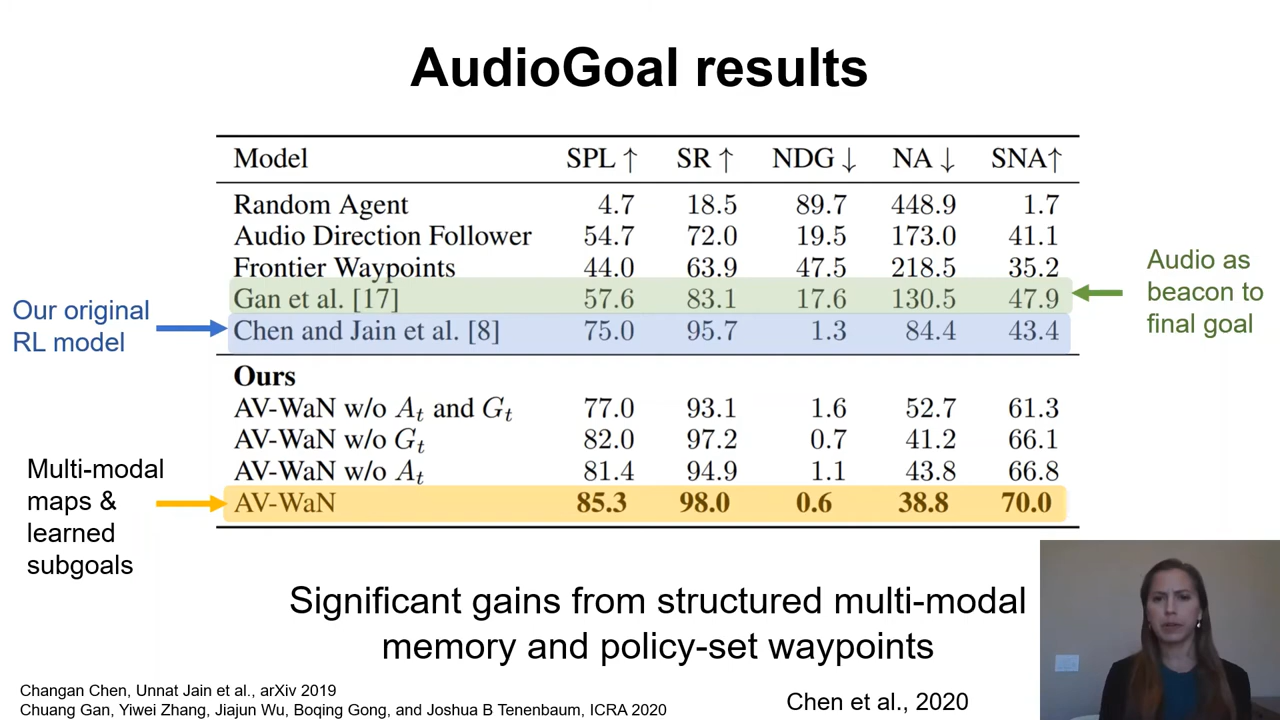 AudioGoal results
Model SPL ↑ SR ↑ NDG ↓ NA ↓ SNA↑
Random Agent 4.7 18.5 89.7 448.9 1.7
Audio Direction Follower 54.7 72.0 19.5 173.0 41.1
Frontier Waypoints 44.0 63.9 47.5 218.5 35.2
Gan et al. [17] 57.6 83.1 17.6 130.5 47.9
Chen and Jain et al. [8] 75.0 95.7 1.3 84.4 43.4
Ours
AV-WaN w/o Aₜ and Gₜ 77.0 93.1 1.6 52.7 61.3
AV-WaN w/o Gₜ 82.0 97.2 0.7 41.2 66.1
AV-WaN w/o Aₜ 81.4 94.9 1.1 43.8 66.8
AV-WaN 85.3 98.0 0.6 38.8 70.0
Audio as
beacon to
final goal
Our original
RL model
Multi-modal
maps &
learned
subgoals
Significant gains from structured multi-modal
memory and policy-set waypoints
Changan Chen, Unnat Jain et al., arXiv 2019
Chuang Gan, Yiwei Zhang, Jiajun Wu, Boqing Gong, and Joshua B Tenenbaum, ICRA 2020
Chen et al., 2020